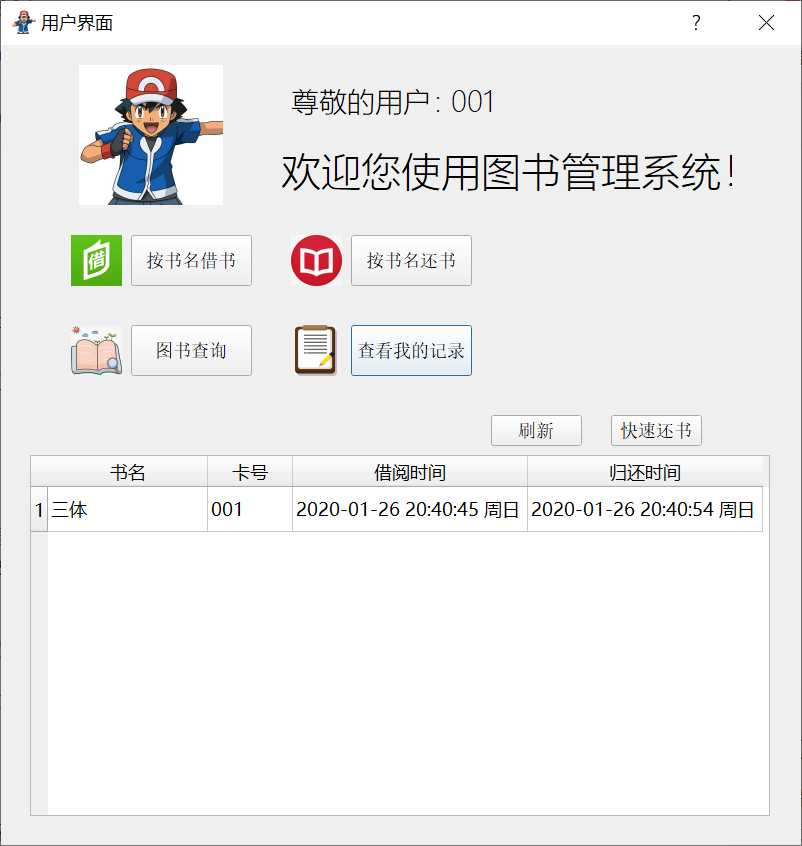 用户界面
尊敬的用户：001
欢迎您使用图书管理系统！
借 按书名借书 按书名还书
图书查询 查看我的记录
刷新 快速还书
书名 卡号 借阅时间 归还时间
1 三体 001 2020-01-26 20:40:45 周日 2020-01-26 20:40:54 周日